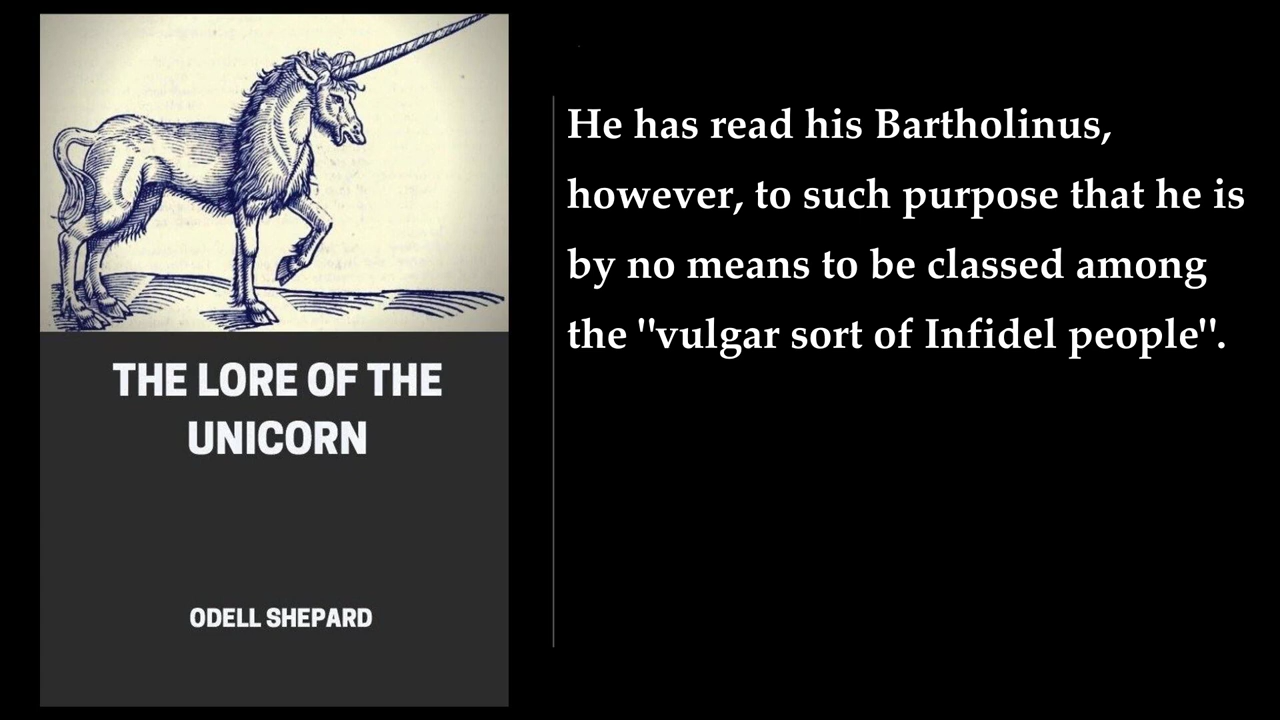 THE LORE OF THE
UNICORN
ODELL SHEPARD
He has read his Bartholinus,
however, to such purpose that he is
by no means to be classed among
the "vulgar sort of Infidel people".